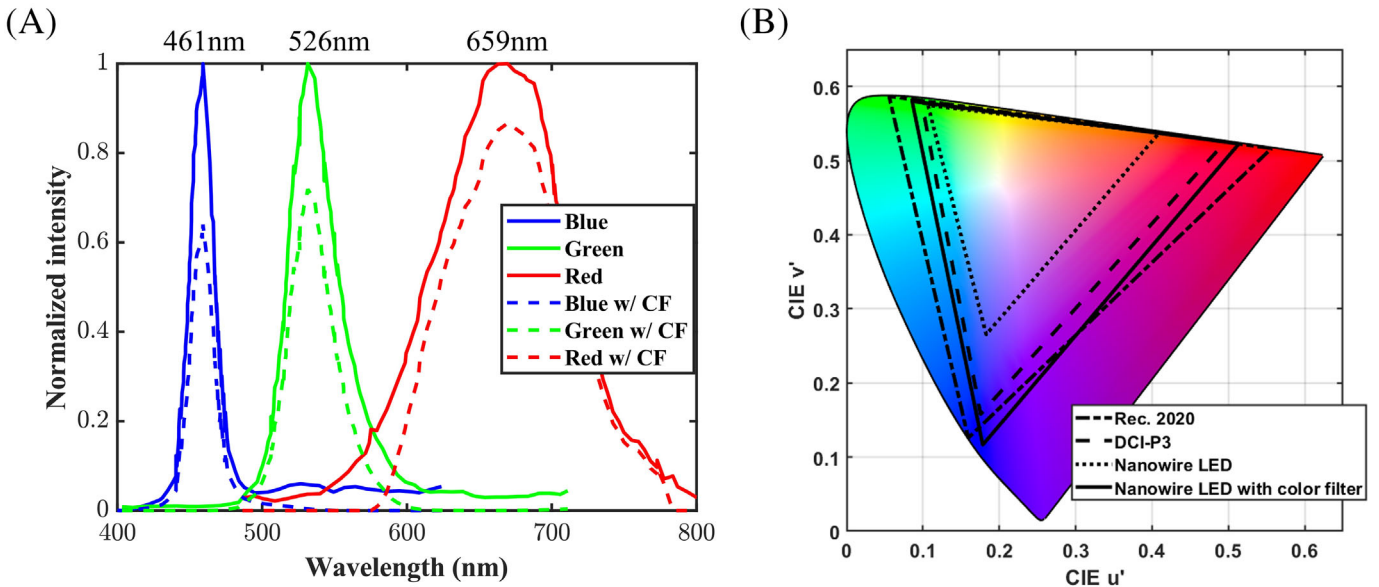 (A)
461nm 526nm 659nm
1
0.8
0.6
0.4
0.2
0
400 500 600 700 800
Normalized intensity
Wavelength (nm)
Blue
Green
Red
Blue w/ CF
Green w/ CF
Red w/ CF
(B)
0.6
0.5
0.4
0.3
0.2
0.1
0
0 0.1 0.2 0.3 0.4 0.5 0.6
CIE v'
CIE u'
Rec. 2020
DCI-P3
Nanowire LED
Nanowire LED with color filter